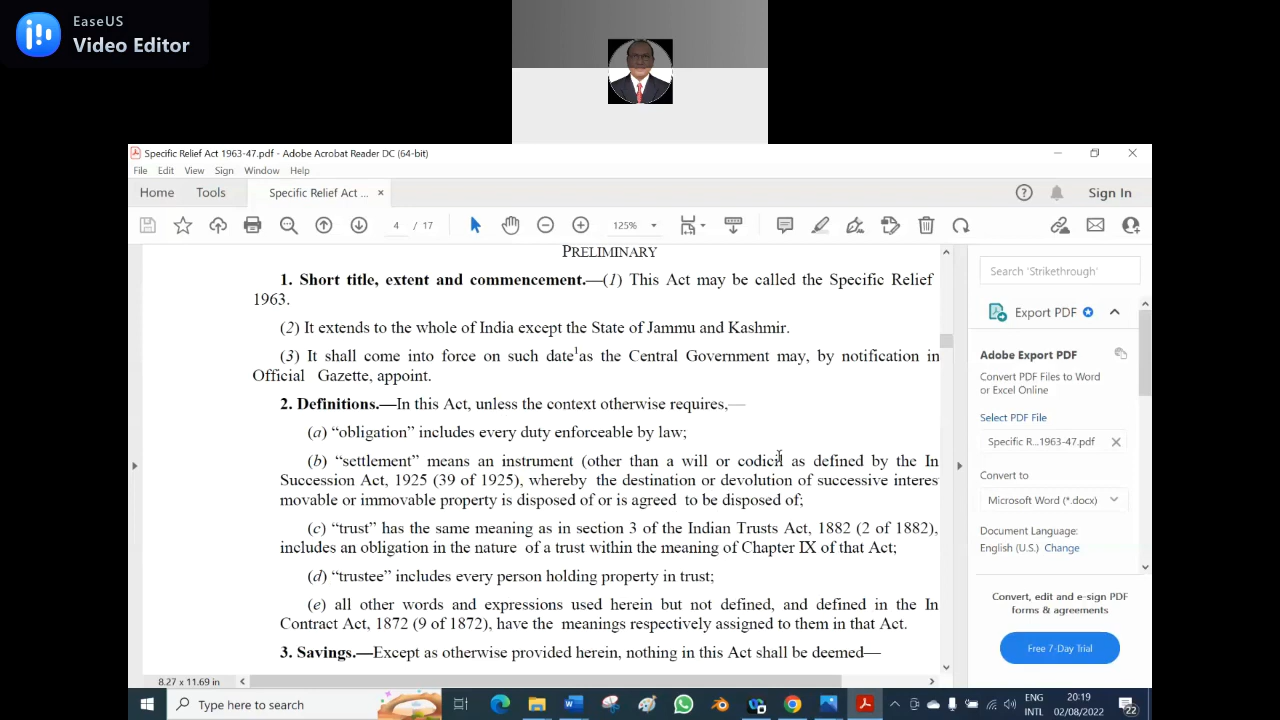 EaseUS
Video Editor
Specific Relief Act 1963-47.pdf - Adobe Acrobat Reader DC (64-bit)
File Edit View Sign Window Help
Home Tools Specific Relief Act ... × Sign In
4 / 17 125%
PRELIMINARY
1. Short title, extent and commencement.—(1) This Act may be called the Specific Relief
1963.
(2) It extends to the whole of India except the State of Jammu and Kashmir.
(3) It shall come into force on such date1as the Central Government may, by notification in
Official Gazette, appoint.
2. Definitions.—In this Act, unless the context otherwise requires,—
(a) “obligation” includes every duty enforceable by law;
(b) “settlement” means an instrument (other than a will or codicil as defined by the In
Succession Act, 1925 (39 of 1925), whereby the destination or devolution of successive interes
movable or immovable property is disposed of or is agreed to be disposed of;
(c) “trust” has the same meaning as in section 3 of the Indian Trusts Act, 1882 (2 of 1882),
includes an obligation in the nature of a trust within the meaning of Chapter IX of that Act;
(d) “trustee” includes every person holding property in trust;
(e) all other words and expressions used herein but not defined, and defined in the In
Contract Act, 1872 (9 of 1872), have the meanings respectively assigned to them in that Act.
3. Savings.—Except as otherwise provided herein, nothing in this Act shall be deemed—
8.27 x 11.69 in
Search 'Strikethrough'
Export PDF
Adobe Export PDF
Convert PDF Files to Word
or Excel Online
Select PDF File
Specific R...1963-47.pdf ×
Convert to
Microsoft Word (*.docx)
Document Language:
English (U.S.) Change
Convert, edit and e-sign PDF
forms & agreements
Free 7-Day Trial
Type here to search
ENG
INTL
20:19
02/08/2022
22